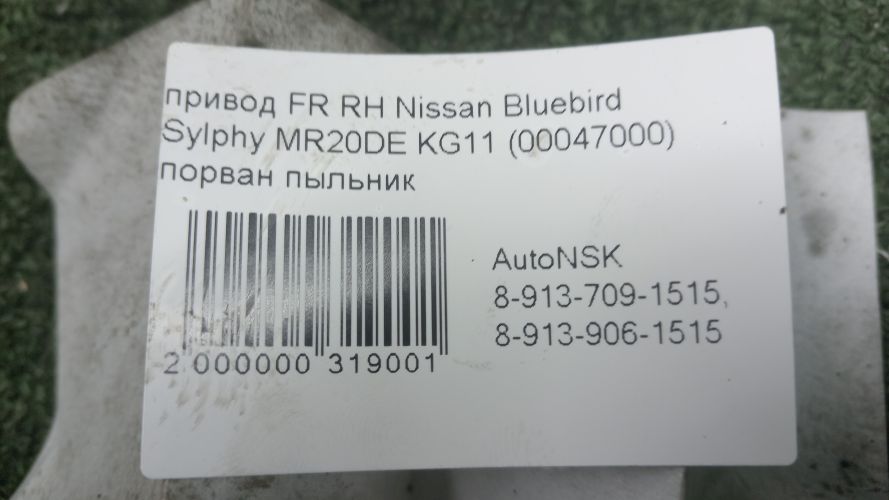 привод FR RH Nissan Bluebird
Sylphy MR20DE KG11 (00047000)
порван пыльник
AutoNSK
8-913-709-1515,
8-913-906-1515
2 000000 319001